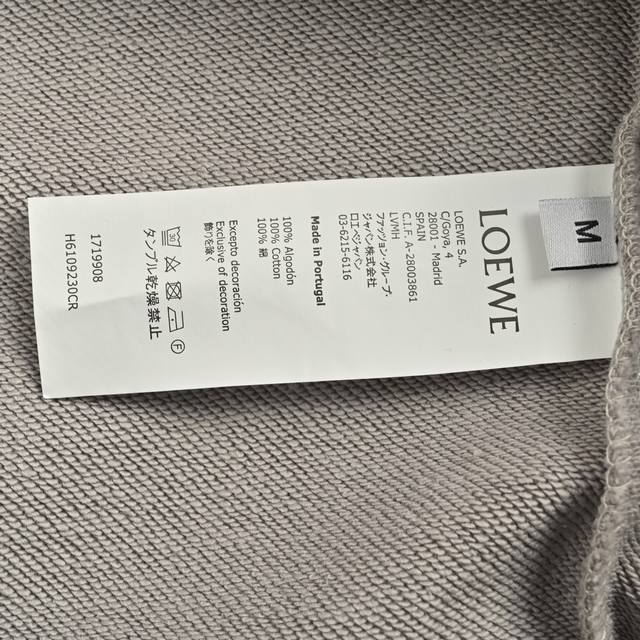 M
LOEWE
LOEWE S.A.
C/Goya, 4
28001 - Madrid
SPAIN
C.I.F. A-28003861
LVMH
ファッション・グループ・
ジャパン株式会社
ロエベジャパン
03-6215-6116
Made in Portugal
100% Algodón
100% Cotton
100% 綿
Excepto decoración
Exclusive of decoration
飾りを除く
30
F
タンブル乾燥禁止
1719908
H6109230CR